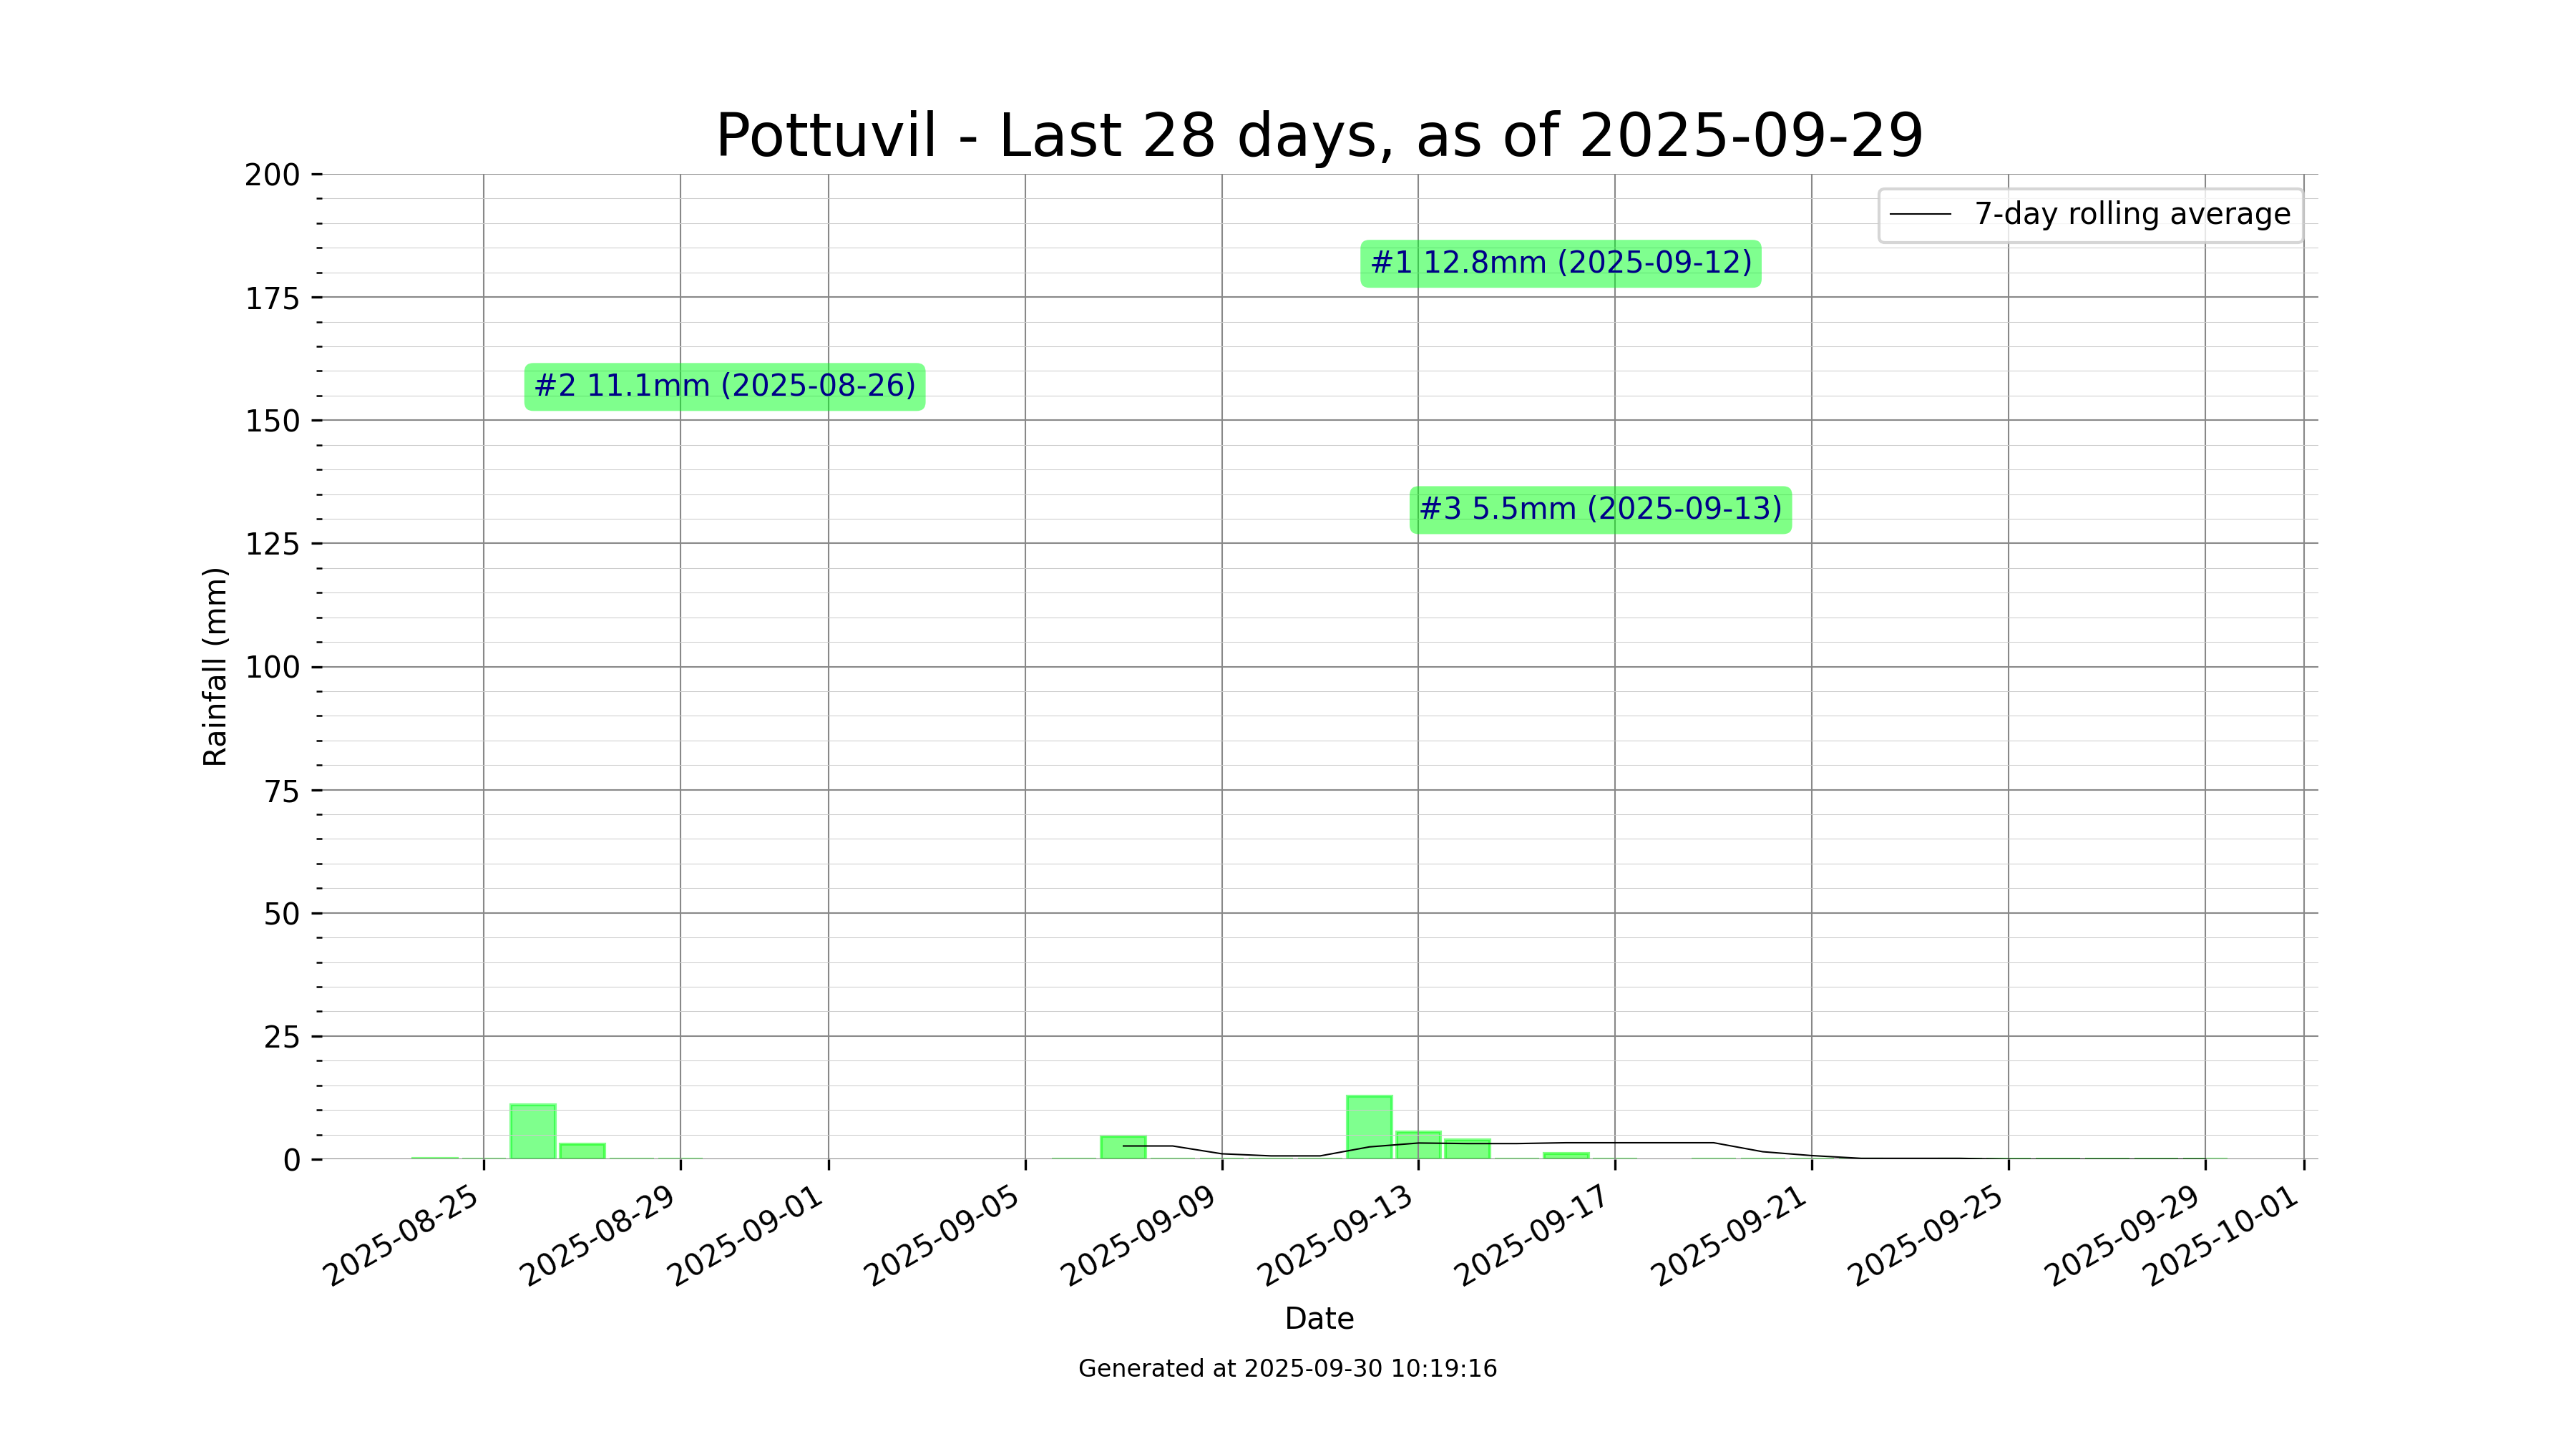 Pottuvil - Last 28 days, as of 2025-09-29
200
175
150
125
100
75
50
25
0
Rainfall (mm)
7-day rolling average
#1 12.8mm (2025-09-12)
#2 11.1mm (2025-08-26)
#3 5.5mm (2025-09-13)
2025-08-25
2025-08-29
2025-09-01
2025-09-05
2025-09-09
2025-09-13
2025-09-17
2025-09-21
2025-09-25
2025-09-29
2025-10-01
Date
Generated at 2025-09-30 10:19:16